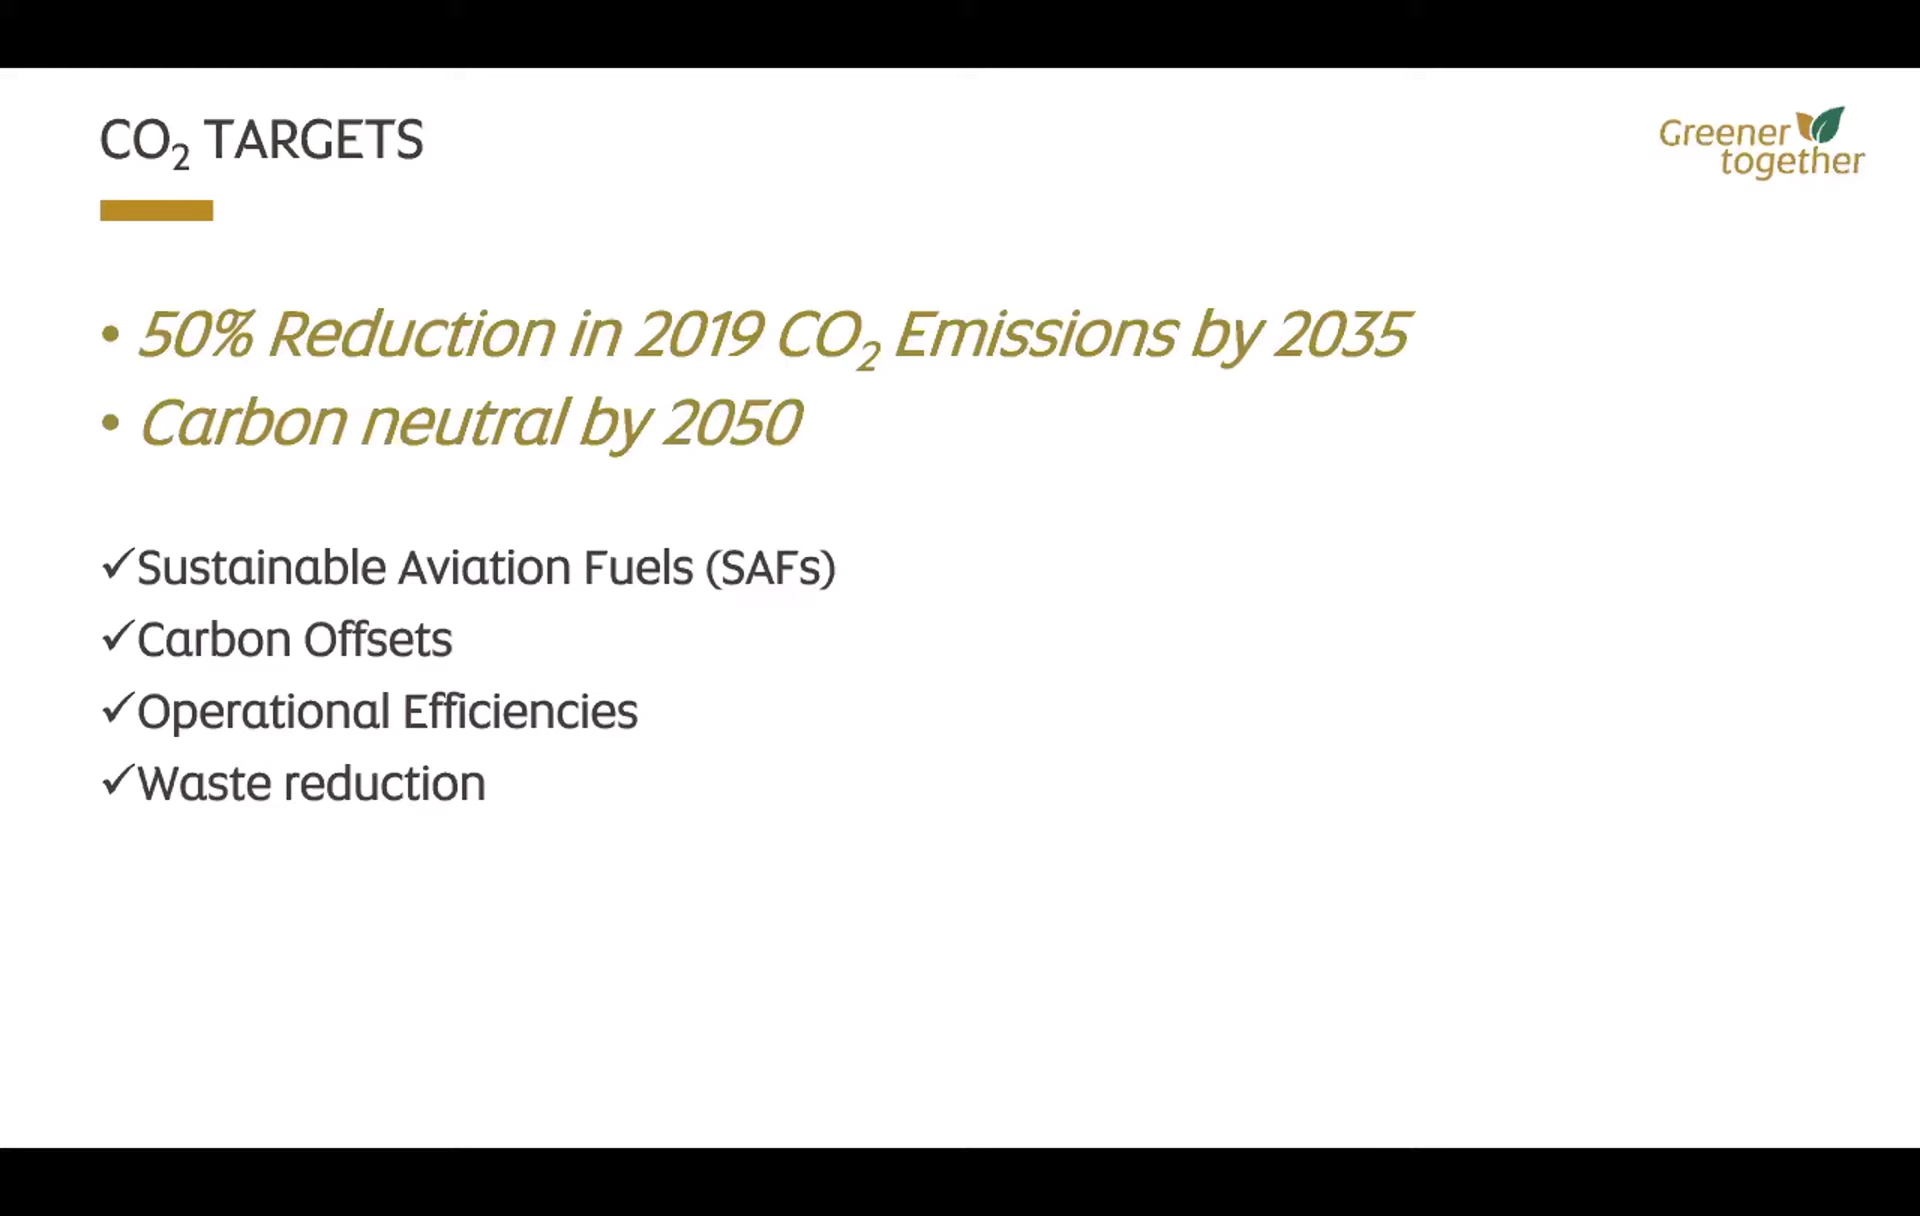 CO₂ TARGETS
Greener
together
• 50% Reduction in 2019 CO₂ Emissions by 2035
• Carbon neutral by 2050
✓Sustainable Aviation Fuels (SAFs)
✓Carbon Offsets
✓Operational Efficiencies
✓Waste reduction